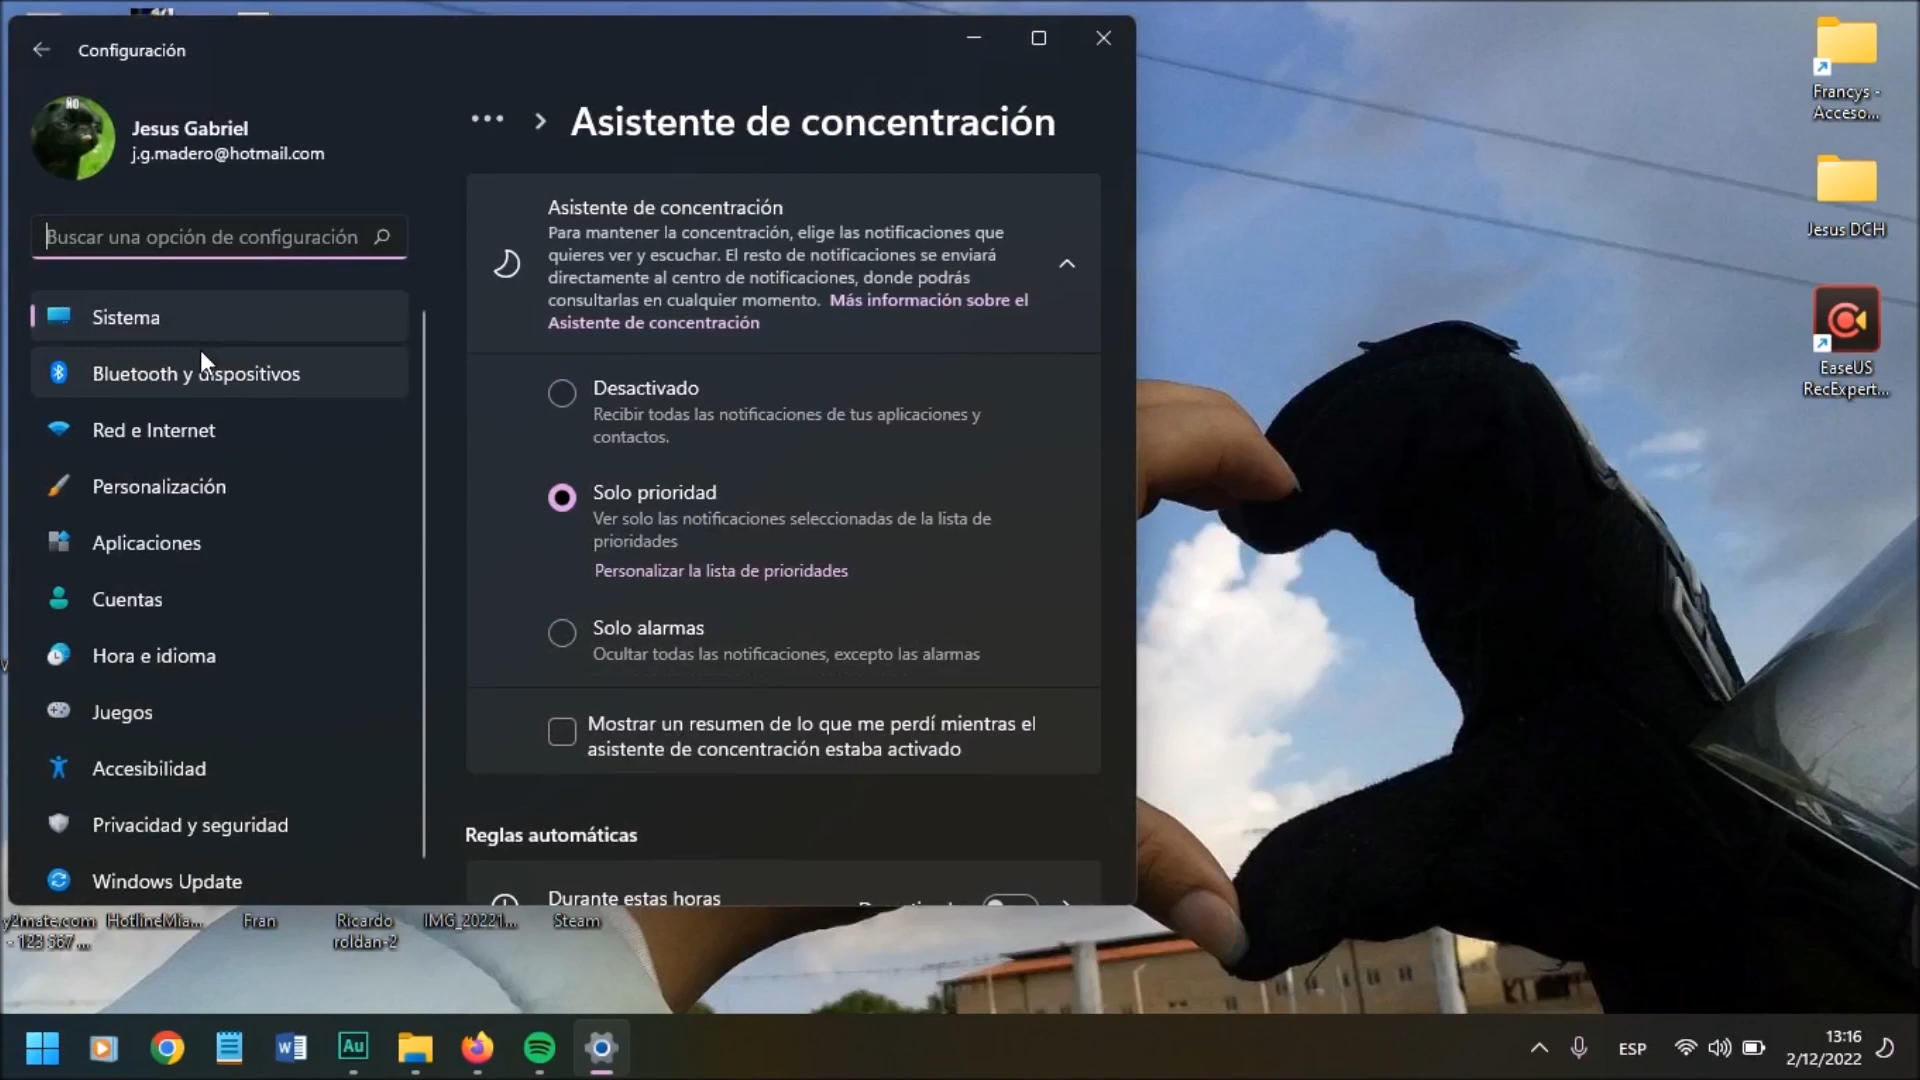 Configuración
ÑO
Jesus Gabriel
j.g.madero@hotmail.com
Buscar una opción de configuración
Sistema
Bluetooth y dispositivos
Red e Internet
Personalización
Aplicaciones
Cuentas
Hora e idioma
Juegos
Accesibilidad
Privacidad y seguridad
Windows Update
Asistente de concentración
Asistente de concentración
Para mantener la concentración, elige las notificaciones que
quieres ver y escuchar. El resto de notificaciones se enviará
directamente al centro de notificaciones, donde podrás
consultarlas en cualquier momento. Más información sobre el
Asistente de concentración
Desactivado
Recibir todas las notificaciones de tus aplicaciones y
contactos.
Solo prioridad
Ver solo las notificaciones seleccionadas de la lista de
prioridades
Personalizar la lista de prioridades
Solo alarmas
Ocultar todas las notificaciones, excepto las alarmas
Mostrar un resumen de lo que me perdí mientras el
asistente de concentración estaba activado
Reglas automáticas
Durante estas horas
Francys -
Acceso...
Jesus DCH
EaseUS
RecExpert...
y2mate.com
- 123 567 ...
HotlineMia...
Fran
Ricardo
roldan-2
IMG_20221...
Steam
W
Au
ESP
13:16
2/12/2022